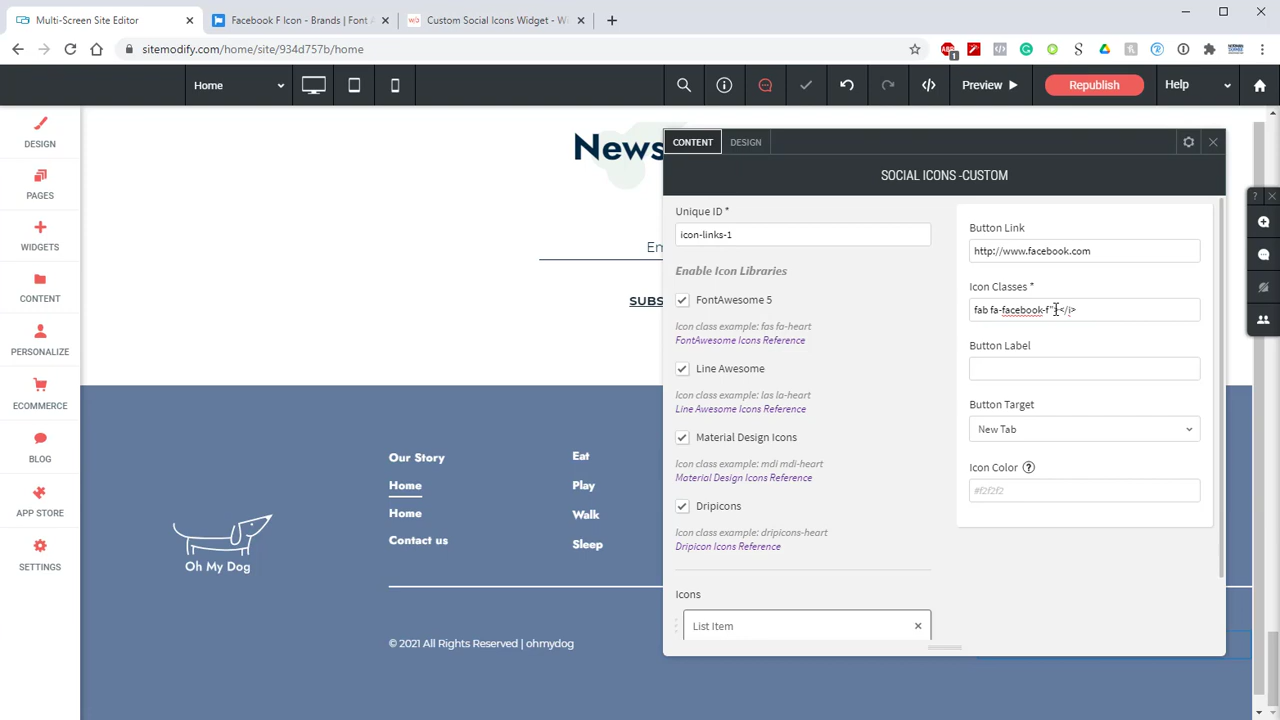 Multi-Screen Site Editor
Facebook F Icon - Brands | Font A
Custom Social Icons Widget - W
sitemodify.com/home/site/934d757b/home
1
Home
Preview
Republish
Help
DESIGN
PAGES
WIDGETS
CONTENT
PERSONALIZE
ECOMMERCE
BLOG
APP STORE
SETTINGS
News
Em
SUBS
CONTENT
DESIGN
SOCIAL ICONS -CUSTOM
Unique ID *
icon-links-1
Enable Icon Libraries
FontAwesome 5
Icon class example: fas fa-heart
FontAwesome Icons Reference
Line Awesome
Icon class example: las la-heart
Line Awesome Icons Reference
Material Design Icons
Icon class example: mdi mdi-heart
Material Design Icons Reference
Dripicons
Icon class example: dripicons-heart
Dripicon Icons Reference
Icons
List Item
Button Link
http://www.facebook.com
Icon Classes *
fab fa-facebook-f"></i>
Button Label
Button Target
New Tab
Icon Color ?
#f2f2f2
?
Our Story
Home
Home
Contact us
Eat
Play
Walk
Sleep
Oh My Dog
© 2021 All Rights Reserved | ohmydog